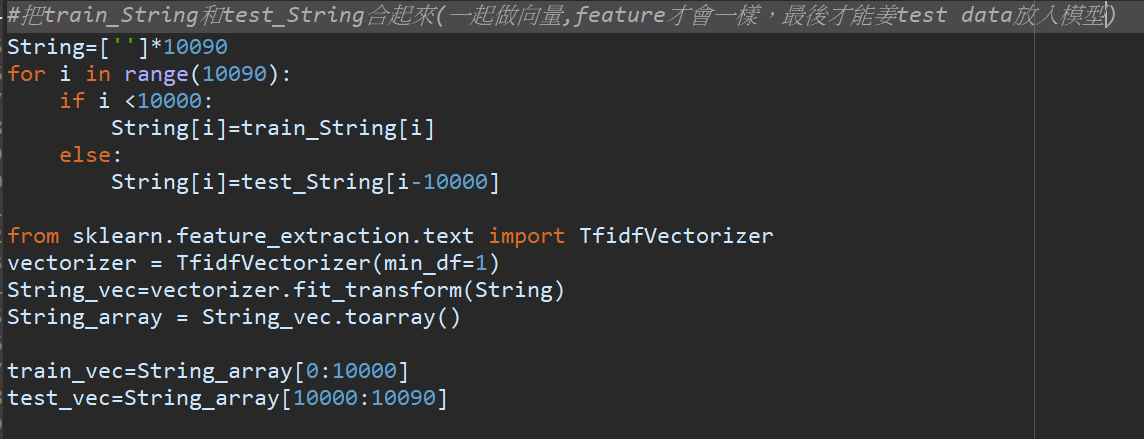 #把train_String和test_String合起來(一起做向量,feature才會一樣，最後才能姜test data放入模型)
String=['']*10090
for i in range(10090):
    if i <10000:
        String[i]=train_String[i]
    else:
        String[i]=test_String[i-10000]
from sklearn.feature_extraction.text import TfidfVectorizer
vectorizer = TfidfVectorizer(min_df=1)
String_vec=vectorizer.fit_transform(String)
String_array = String_vec.toarray()
train_vec=String_array[0:10000]
test_vec=String_array[10000:10090]